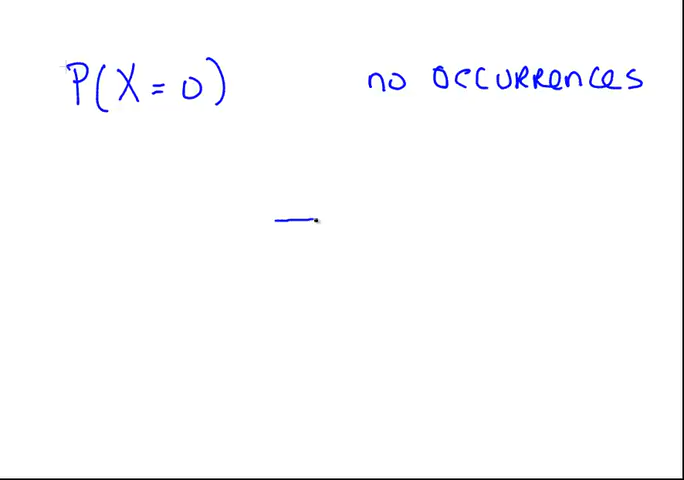 P(X = 0) no occurrences